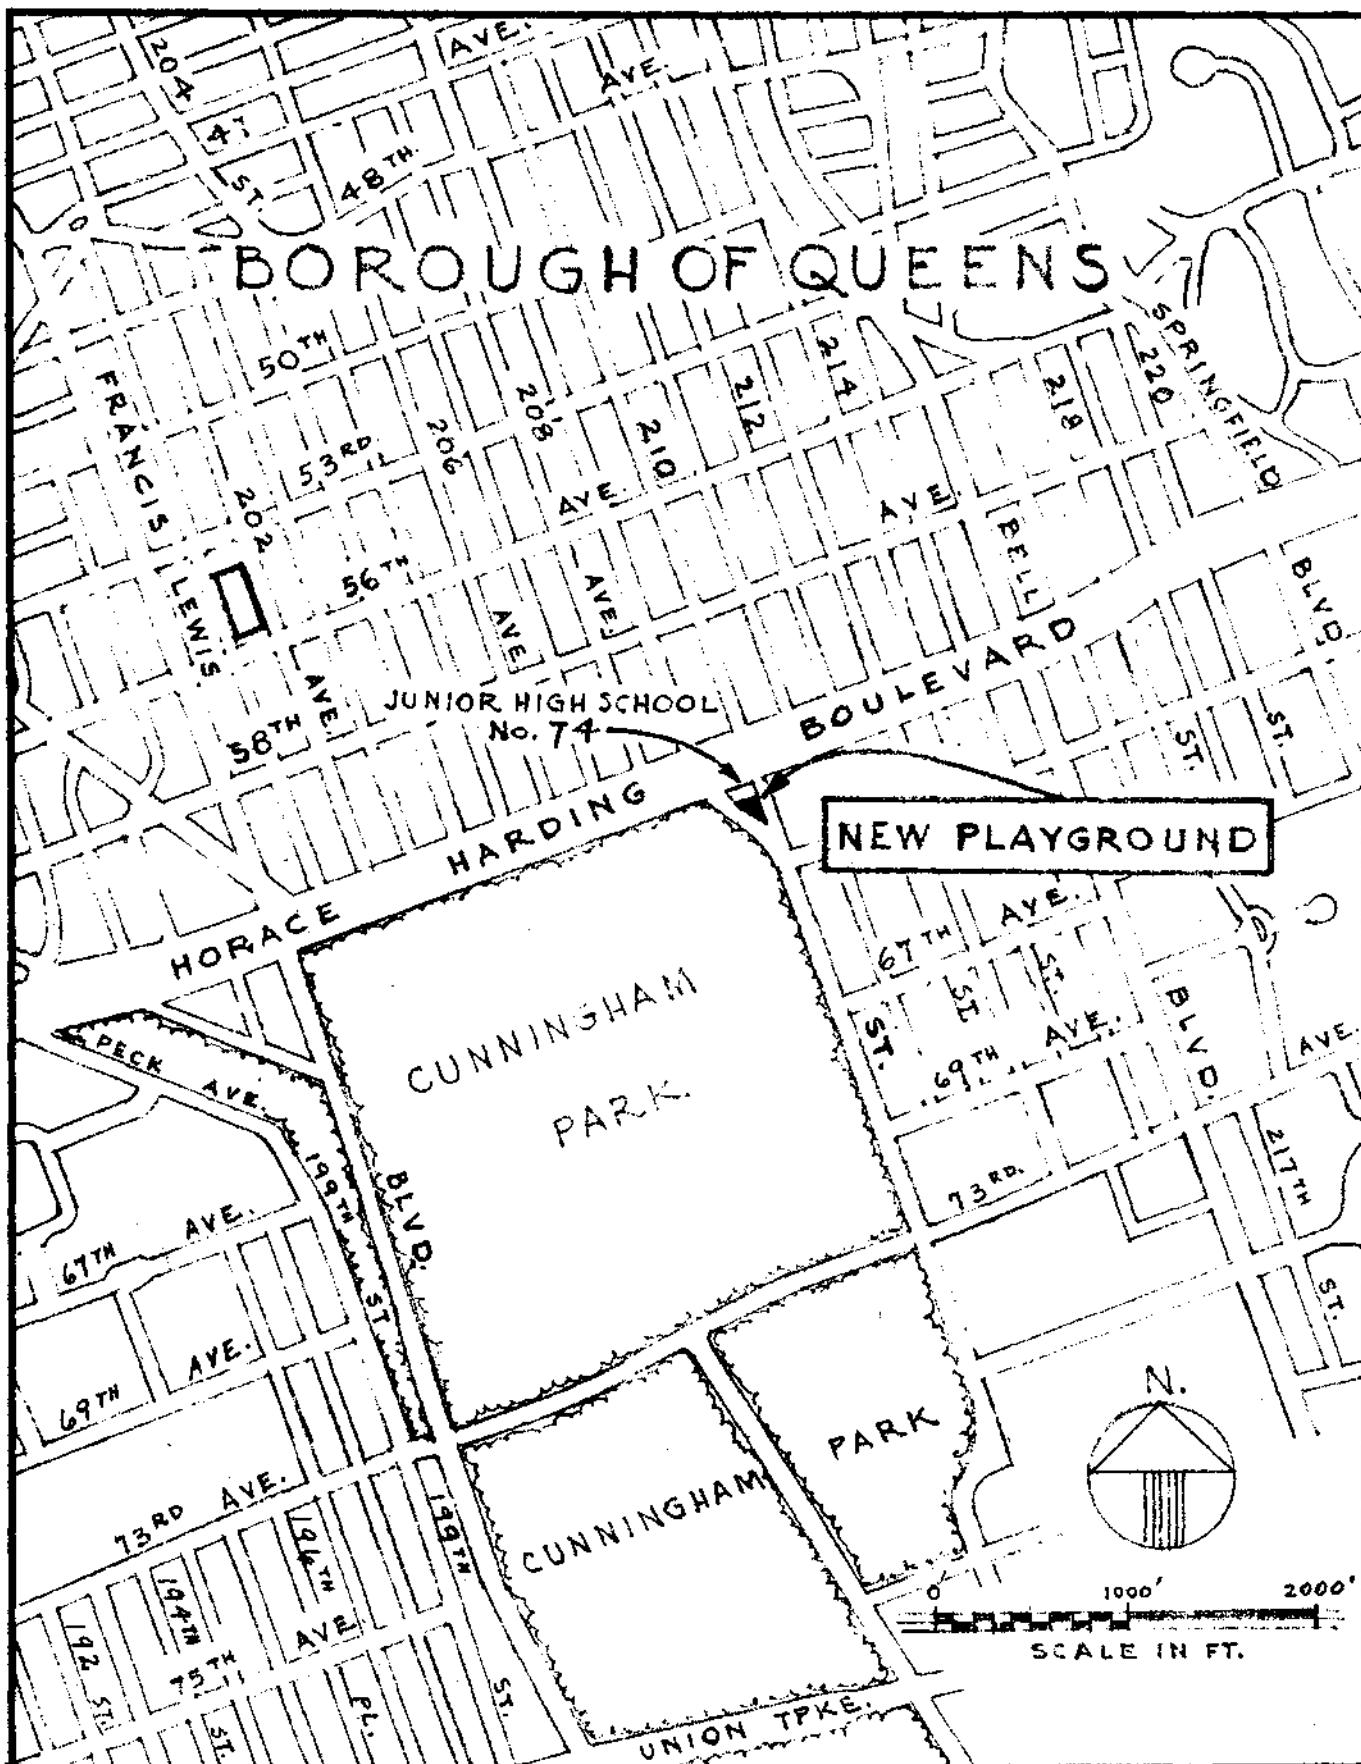 AVE.
AVE.
204
ST.
48TH.
BOROUGH OF QUEENS
50TH
SPRINGFIELD
BLVD
FRANCIS LEWIS
BLVD.
202
53RD
206
208
210
212
214
218
220
AVE.
AVE.
BELL
BLVD.
56TH
AVE.
AVE.
AVE.
58TH
JUNIOR HIGH SCHOOL
No. 74
NEW PLAYGROUND
HORACE HARDING BOULEVARD
ST.
ST.
67TH AVE.
ST.
ST.
ST.
69TH AVE.
CUNNINGHAM
PARK.
PECK AVE.
199TH ST.
AVE.
73RD.
217TH
ST.
67TH AVE.
69TH AVE.
73RD AVE.
N.
PARK
CUNNINGHAM
199TH
ST.
196TH
PL.
194TH
ST.
192
ST.
75TH AVE
0 1000' 2000'
SCALE IN FT.
UNION TPKE.